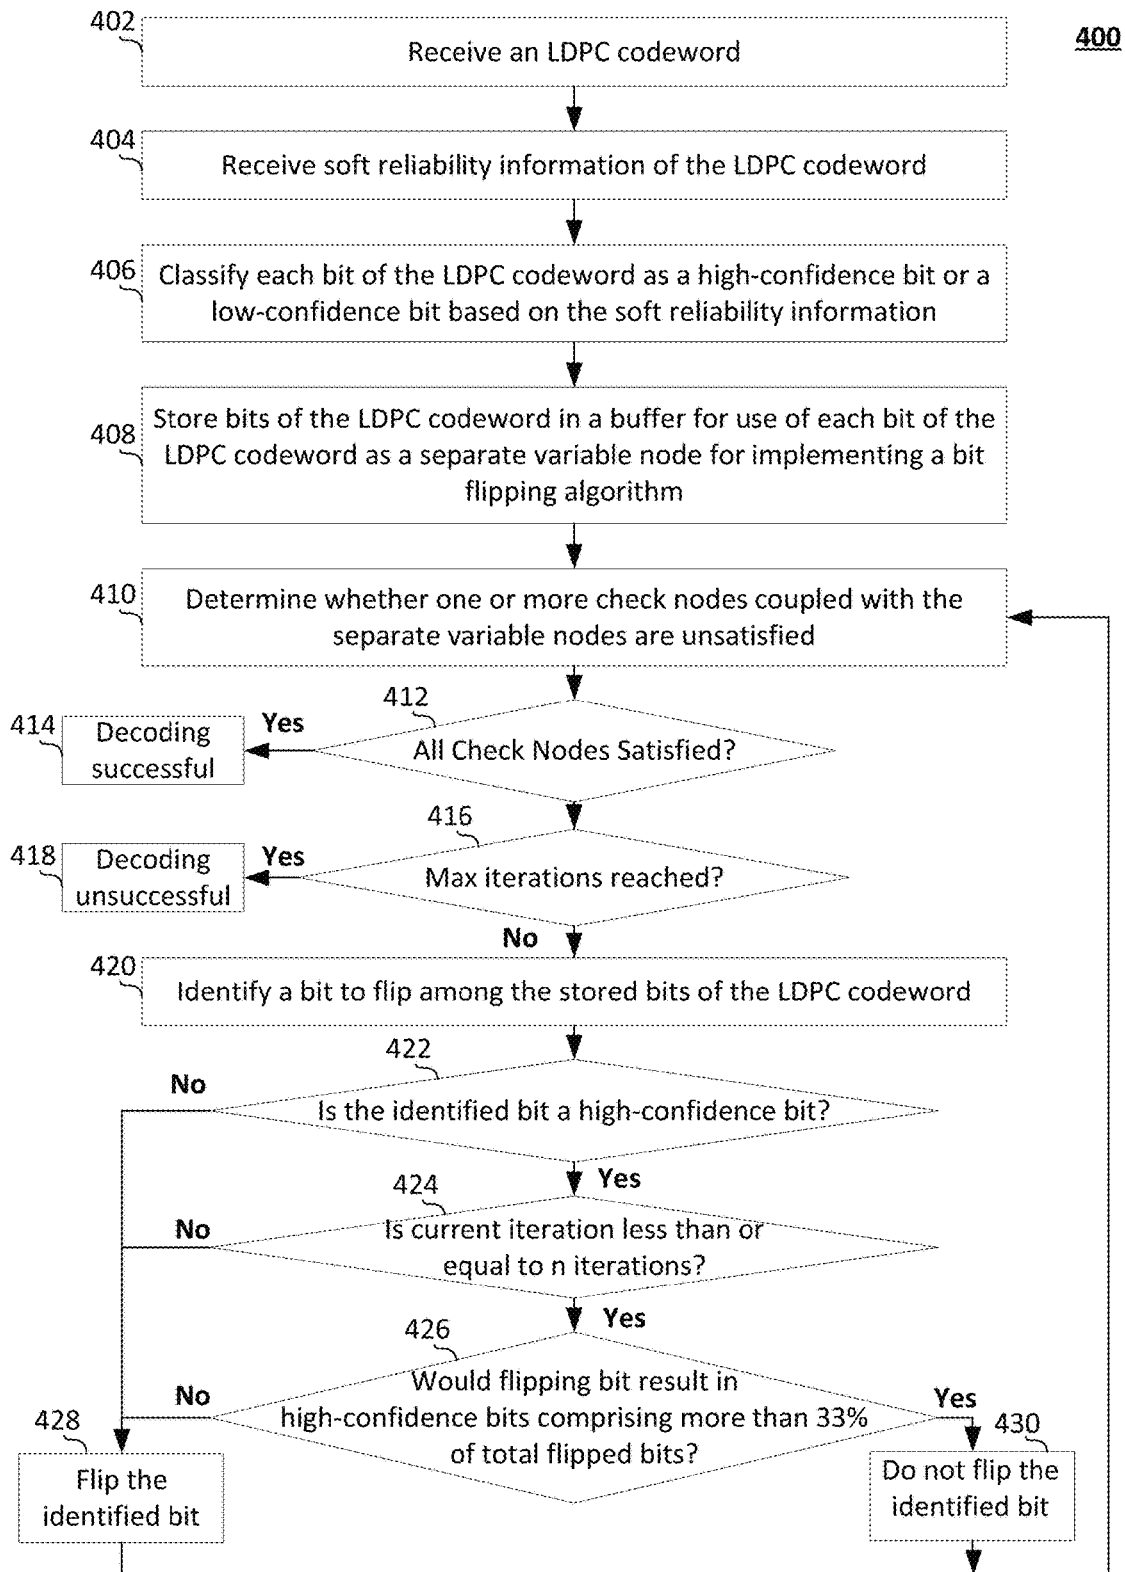 402
400
Receive an LDPC codeword
404
Receive soft reliability information of the LDPC codeword
406
Classify each bit of the LDPC codeword as a high-confidence bit or a
low-confidence bit based on the soft reliability information
408
Store bits of the LDPC codeword in a buffer for use of each bit of the
LDPC codeword as a separate variable node for implementing a bit
flipping algorithm
410
Determine whether one or more check nodes coupled with the
separate variable nodes are unsatisfied
412
414
Decoding
successful
Yes
All Check Nodes Satisfied?
416
418
Decoding
unsuccessful
Yes
Max iterations reached?
No
420
Identify a bit to flip among the stored bits of the LDPC codeword
422
No
Is the identified bit a high-confidence bit?
Yes
424
No
Is current iteration less than or
equal to n iterations?
Yes
426
No
Would flipping bit result in
high-confidence bits comprising more than 33%
of total flipped bits?
Yes
428
Flip the
identified bit
430
Do not flip the
identified bit